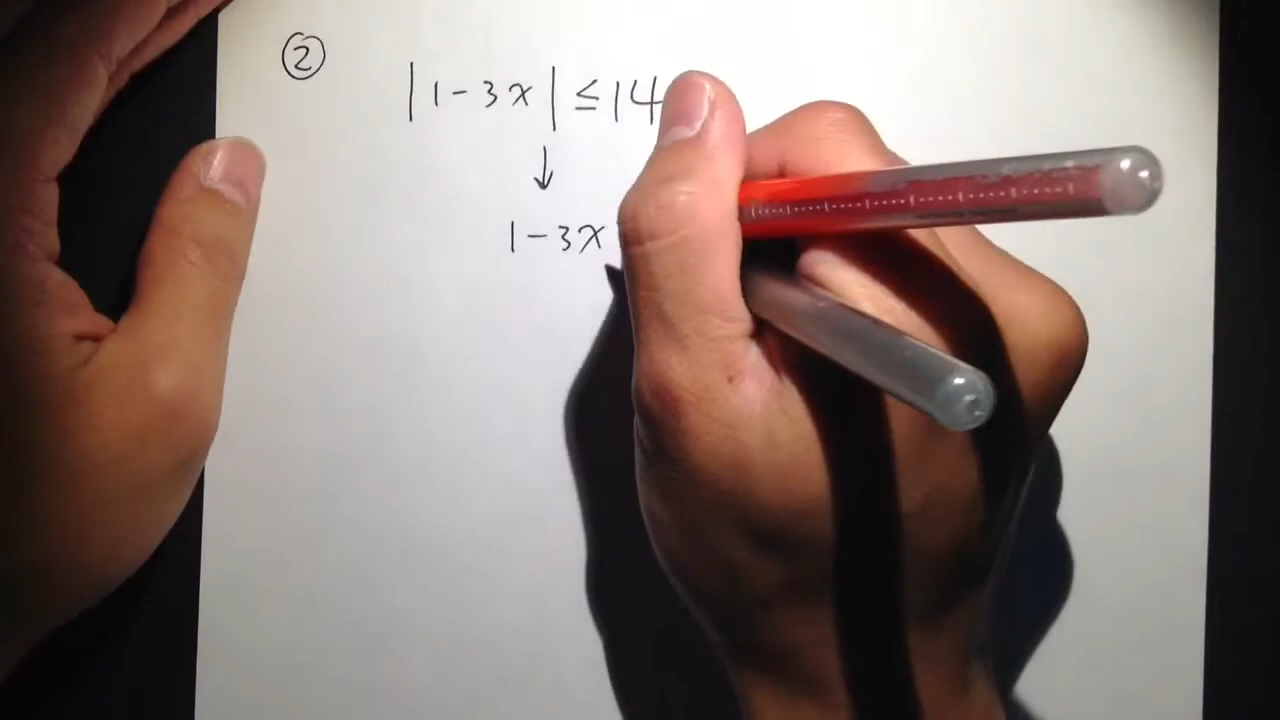 ②
|1-3x| ≤ 14
↓
1-3x